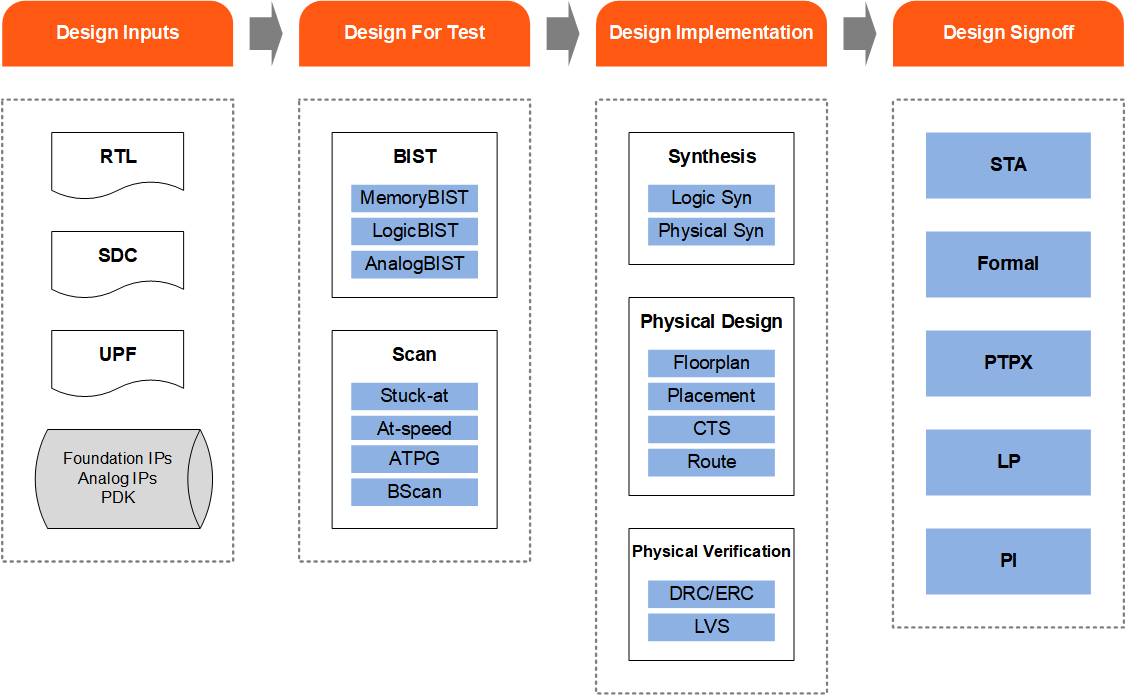 Design Inputs
Design For Test
Design Implementation
Design Signoff
RTL
SDC
UPF
Foundation IPs
Analog IPs
PDK
BIST
MemoryBIST
LogicBIST
AnalogBIST
Scan
Stuck-at
At-speed
ATPG
BScan
Synthesis
Logic Syn
Physical Syn
Physical Design
Floorplan
Placement
CTS
Route
Physical Verification
DRC/ERC
LVS
STA
Formal
PTPX
LP
PI